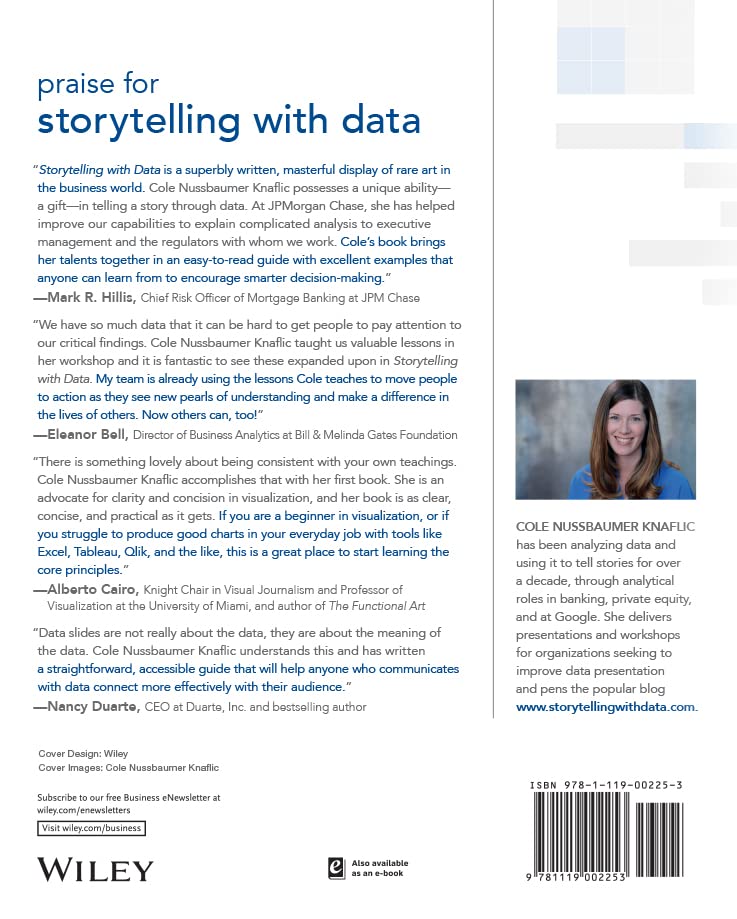 praise for
storytelling with data
“Storytelling with Data is a superbly written, masterful display of rare art in
the business world. Cole Nussbaumer Knaflic possesses a unique ability—
a gift—in telling a story through data. At JPMorgan Chase, she has helped
improve our capabilities to explain complicated analysis to executive
management and the regulators with whom we work. Cole’s book brings
her talents together in an easy-to-read guide with excellent examples that
anyone can learn from to encourage smarter decision-making.”
—Mark R. Hillis, Chief Risk Officer of Mortgage Banking at JPM Chase
“We have so much data that it can be hard to get people to pay attention to
our critical findings. Cole Nussbaumer Knaflic taught us valuable lessons in
her workshop and it is fantastic to see these expanded upon in Storytelling
with Data. My team is already using the lessons Cole teaches to move people
to action as they see new pearls of understanding and make a difference in
the lives of others. Now others can, too!”
—Eleanor Bell, Director of Business Analytics at Bill & Melinda Gates Foundation
“There is something lovely about being consistent with your own teachings.
Cole Nussbaumer Knaflic accomplishes that with her first book. She is an
advocate for clarity and concision in visualization, and her book is as clear,
concise, and practical as it gets. If you are a beginner in visualization, or if
you struggle to produce good charts in your everyday job with tools like
Excel, Tableau, Qlik, and the like, this is a great place to start learning the
core principles.”
—Alberto Cairo, Knight Chair in Visual Journalism and Professor of
Visualization at the University of Miami, and author of The Functional Art
“Data slides are not really about the data, they are about the meaning of
the data. Cole Nussbaumer Knaflic understands this and has written
a straightforward, accessible guide that will help anyone who communicates
with data connect more effectively with their audience.”
—Nancy Duarte, CEO at Duarte, Inc. and bestselling author
COLE NUSSBAUMER KNAFLIC
has been analyzing data and
using it to tell stories for over
a decade, through analytical
roles in banking, private equity,
and at Google. She delivers
presentations and workshops
for organizations seeking to
improve data presentation
and pens the popular blog
www.storytellingwithdata.com.
Cover Design: Wiley
Cover Images: Cole Nussbaumer Knaflic
Subscribe to our free Business eNewsletter at
wiley.com/enewsletters
Visit wiley.com/business
WILEY
e
Also available
as an e-book
ISBN 978-1-119-00225-3
9 781119 002253